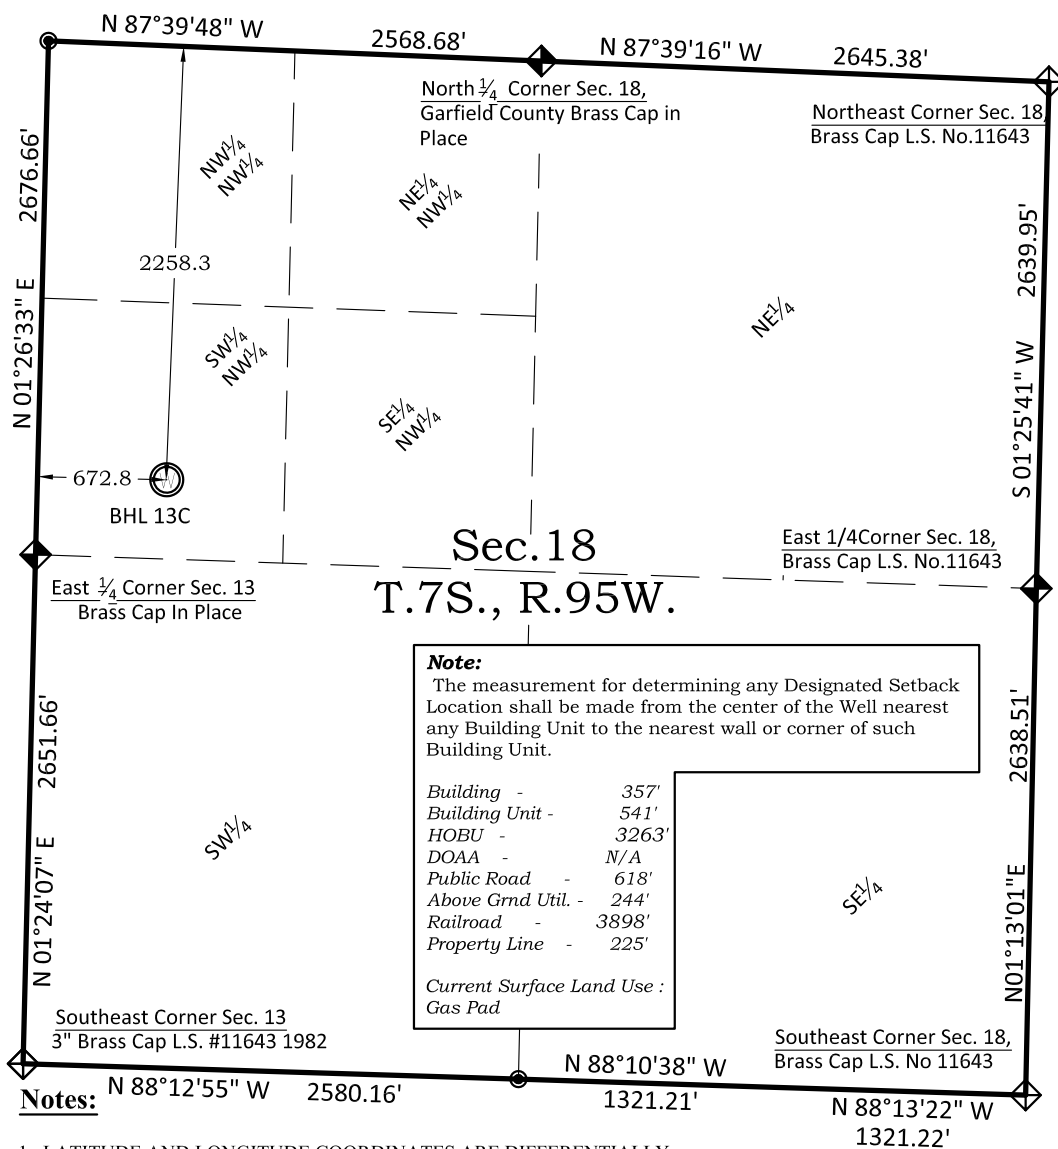 N 87°39'48" W
2568.68'
N 87°39'16" W
2645.38'
North 1/4 Corner Sec. 18,
Garfield County Brass Cap in
Place
Northeast Corner Sec. 18,
Brass Cap L.S. No.11643
2676.66'
N 01°26'33" E
NW1/4
NW1/4
NE1/4
NW1/4
2258.3
SW1/4
NW1/4
SE1/4
NW1/4
NE1/4
2639.95'
S 01°25'41" W
672.8
W
BHL 13C
Sec.18
T.7S., R.95W.
East 1/4Corner Sec. 18,
Brass Cap L.S. No.11643
East 1/4 Corner Sec. 13
Brass Cap In Place
Note:
The measurement for determining any Designated Setback
Location shall be made from the center of the Well nearest
any Building Unit to the nearest wall or corner of such
Building Unit.
Building - 357'
Building Unit - 541'
HOBU - 3263'
DOAA - N/A
Public Road - 618'
Above Grnd Util. - 244'
Railroad - 3898'
Property Line - 225'
Current Surface Land Use :
Gas Pad
2651.66'
N 01°24'07" E
SW1/4
SE1/4
2638.51'
N01°13'01"E
Southeast Corner Sec. 13
3" Brass Cap L.S. #11643 1982
Southeast Corner Sec. 18,
Brass Cap L.S. No 11643
N 88°12'55" W
2580.16'
N 88°10'38" W
1321.21'
N 88°13'22" W
1321.22'
Notes:
1. LATITUDE AND LONGITUDE COORDINATES ARE DIFFERENTIALLY